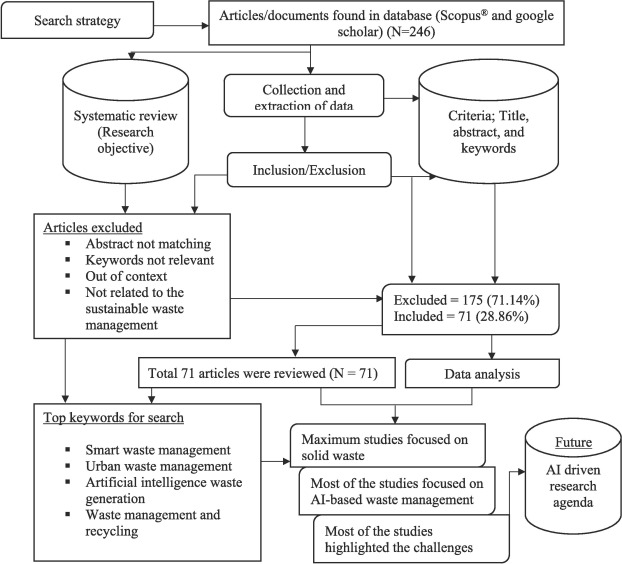 Search strategy
Articles/documents found in database (Scopus® and google
scholar) (N=246)
Systematic review
(Research
objective)
Collection and
extraction of data
Criteria; Title,
abstract, and
keywords
Inclusion/Exclusion
Articles excluded
▪ Abstract not matching
▪ Keywords not relevant
▪ Out of context
▪ Not related to the
sustainable waste
management
Excluded = 175 (71.14%)
Included = 71 (28.86%)
Total 71 articles were reviewed (N = 71)
Data analysis
Top keywords for search
▪ Smart waste management
▪ Urban waste management
▪ Artificial intelligence waste
generation
▪ Waste management and
recycling
Maximum studies focused on
solid waste
Most of the studies focused on
AI-based waste management
Most of the studies
highlighted the challenges
Future
AI driven
research
agenda